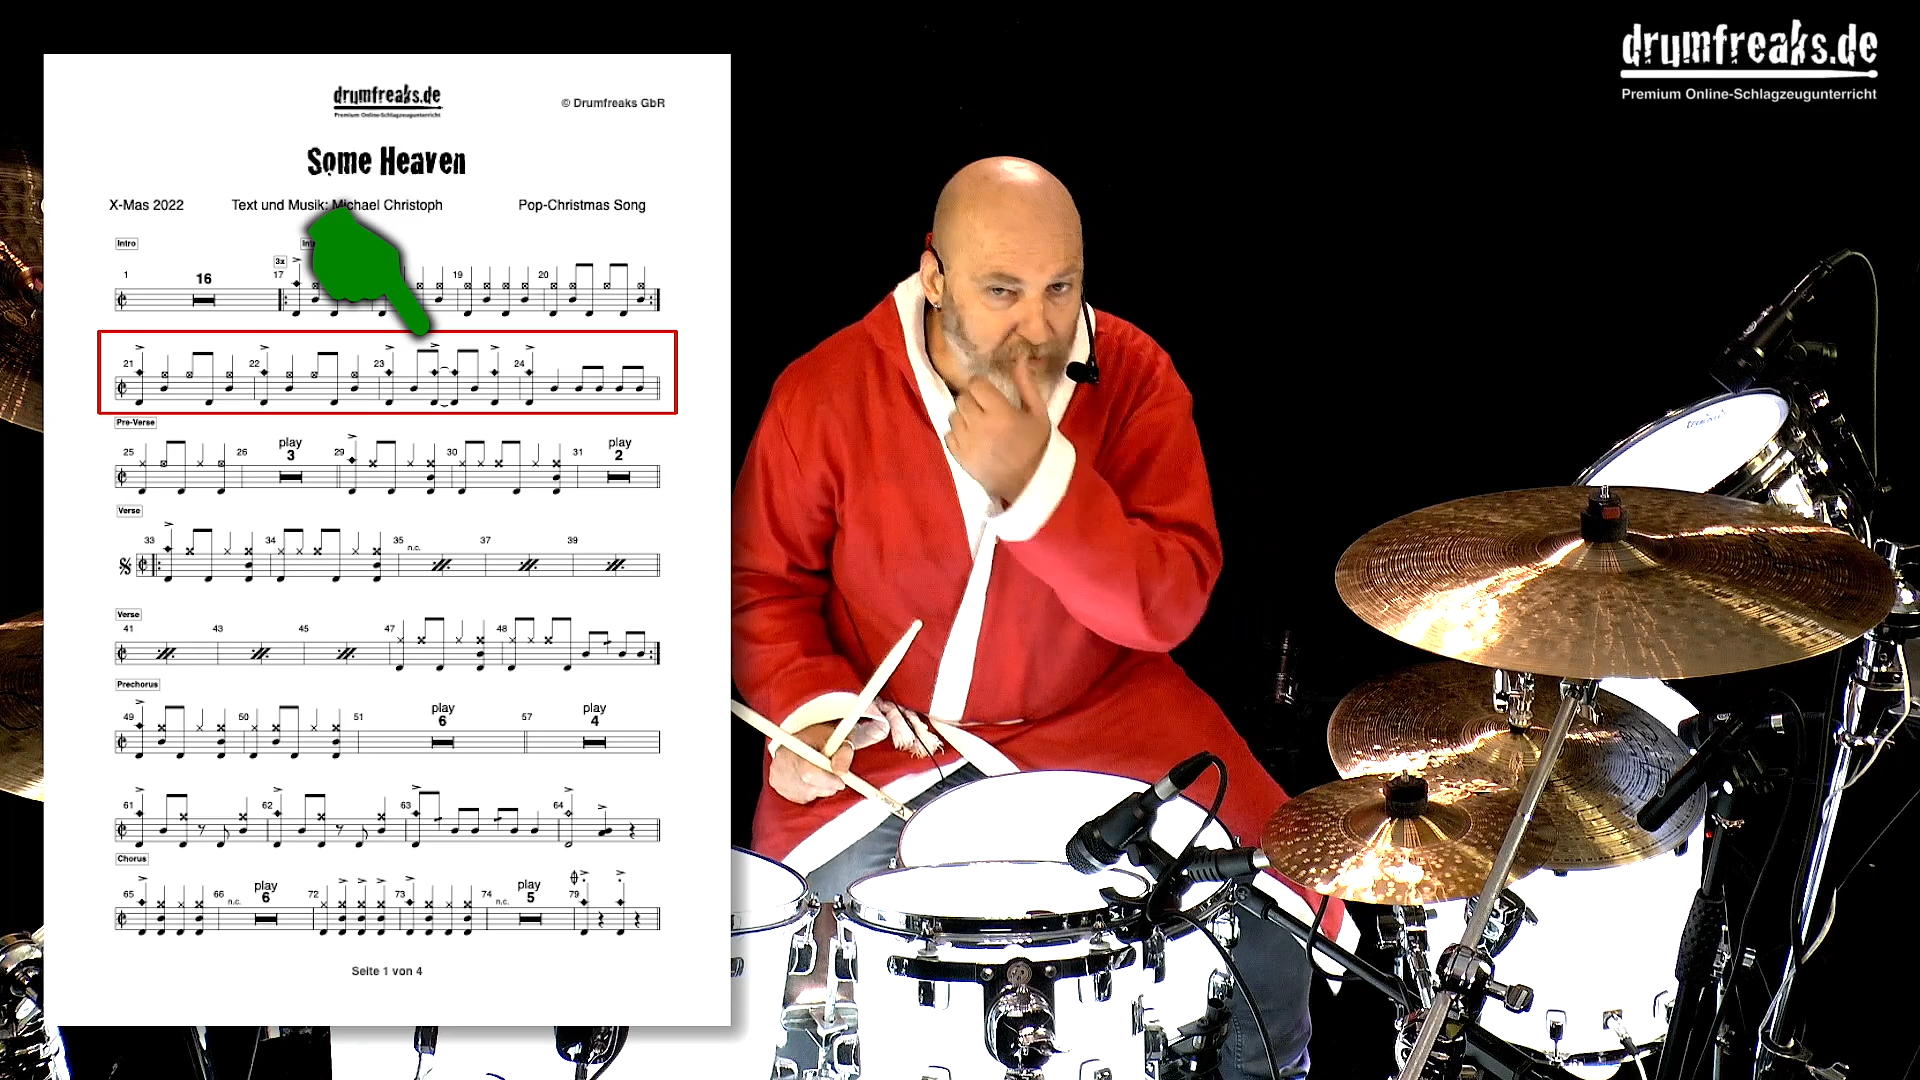 drumfreaks.de
Premium Online-Schlagzeugunterricht
drumfreaks.de
Premium Online-Schlagzeugunterricht
© Drumfreaks GbR
Some Heaven
X-Mas 2022 Text und Musik: Michael Christoph Pop-Christmas Song
Intro
3x
1 16 17 19 20
21 22 23 24
Pre-Verse
25 26 play 3 29 30 31 play 2
Verse
33 34 35 n.c. 37 39
Verse
41 43 45 47 48
Prechorus
49 50 51 play 6 57 play 4
61 62 63 64
Chorus
65 66 n.c. play 6 72 73 74 n.c. play 5 79
Seite 1 von 4